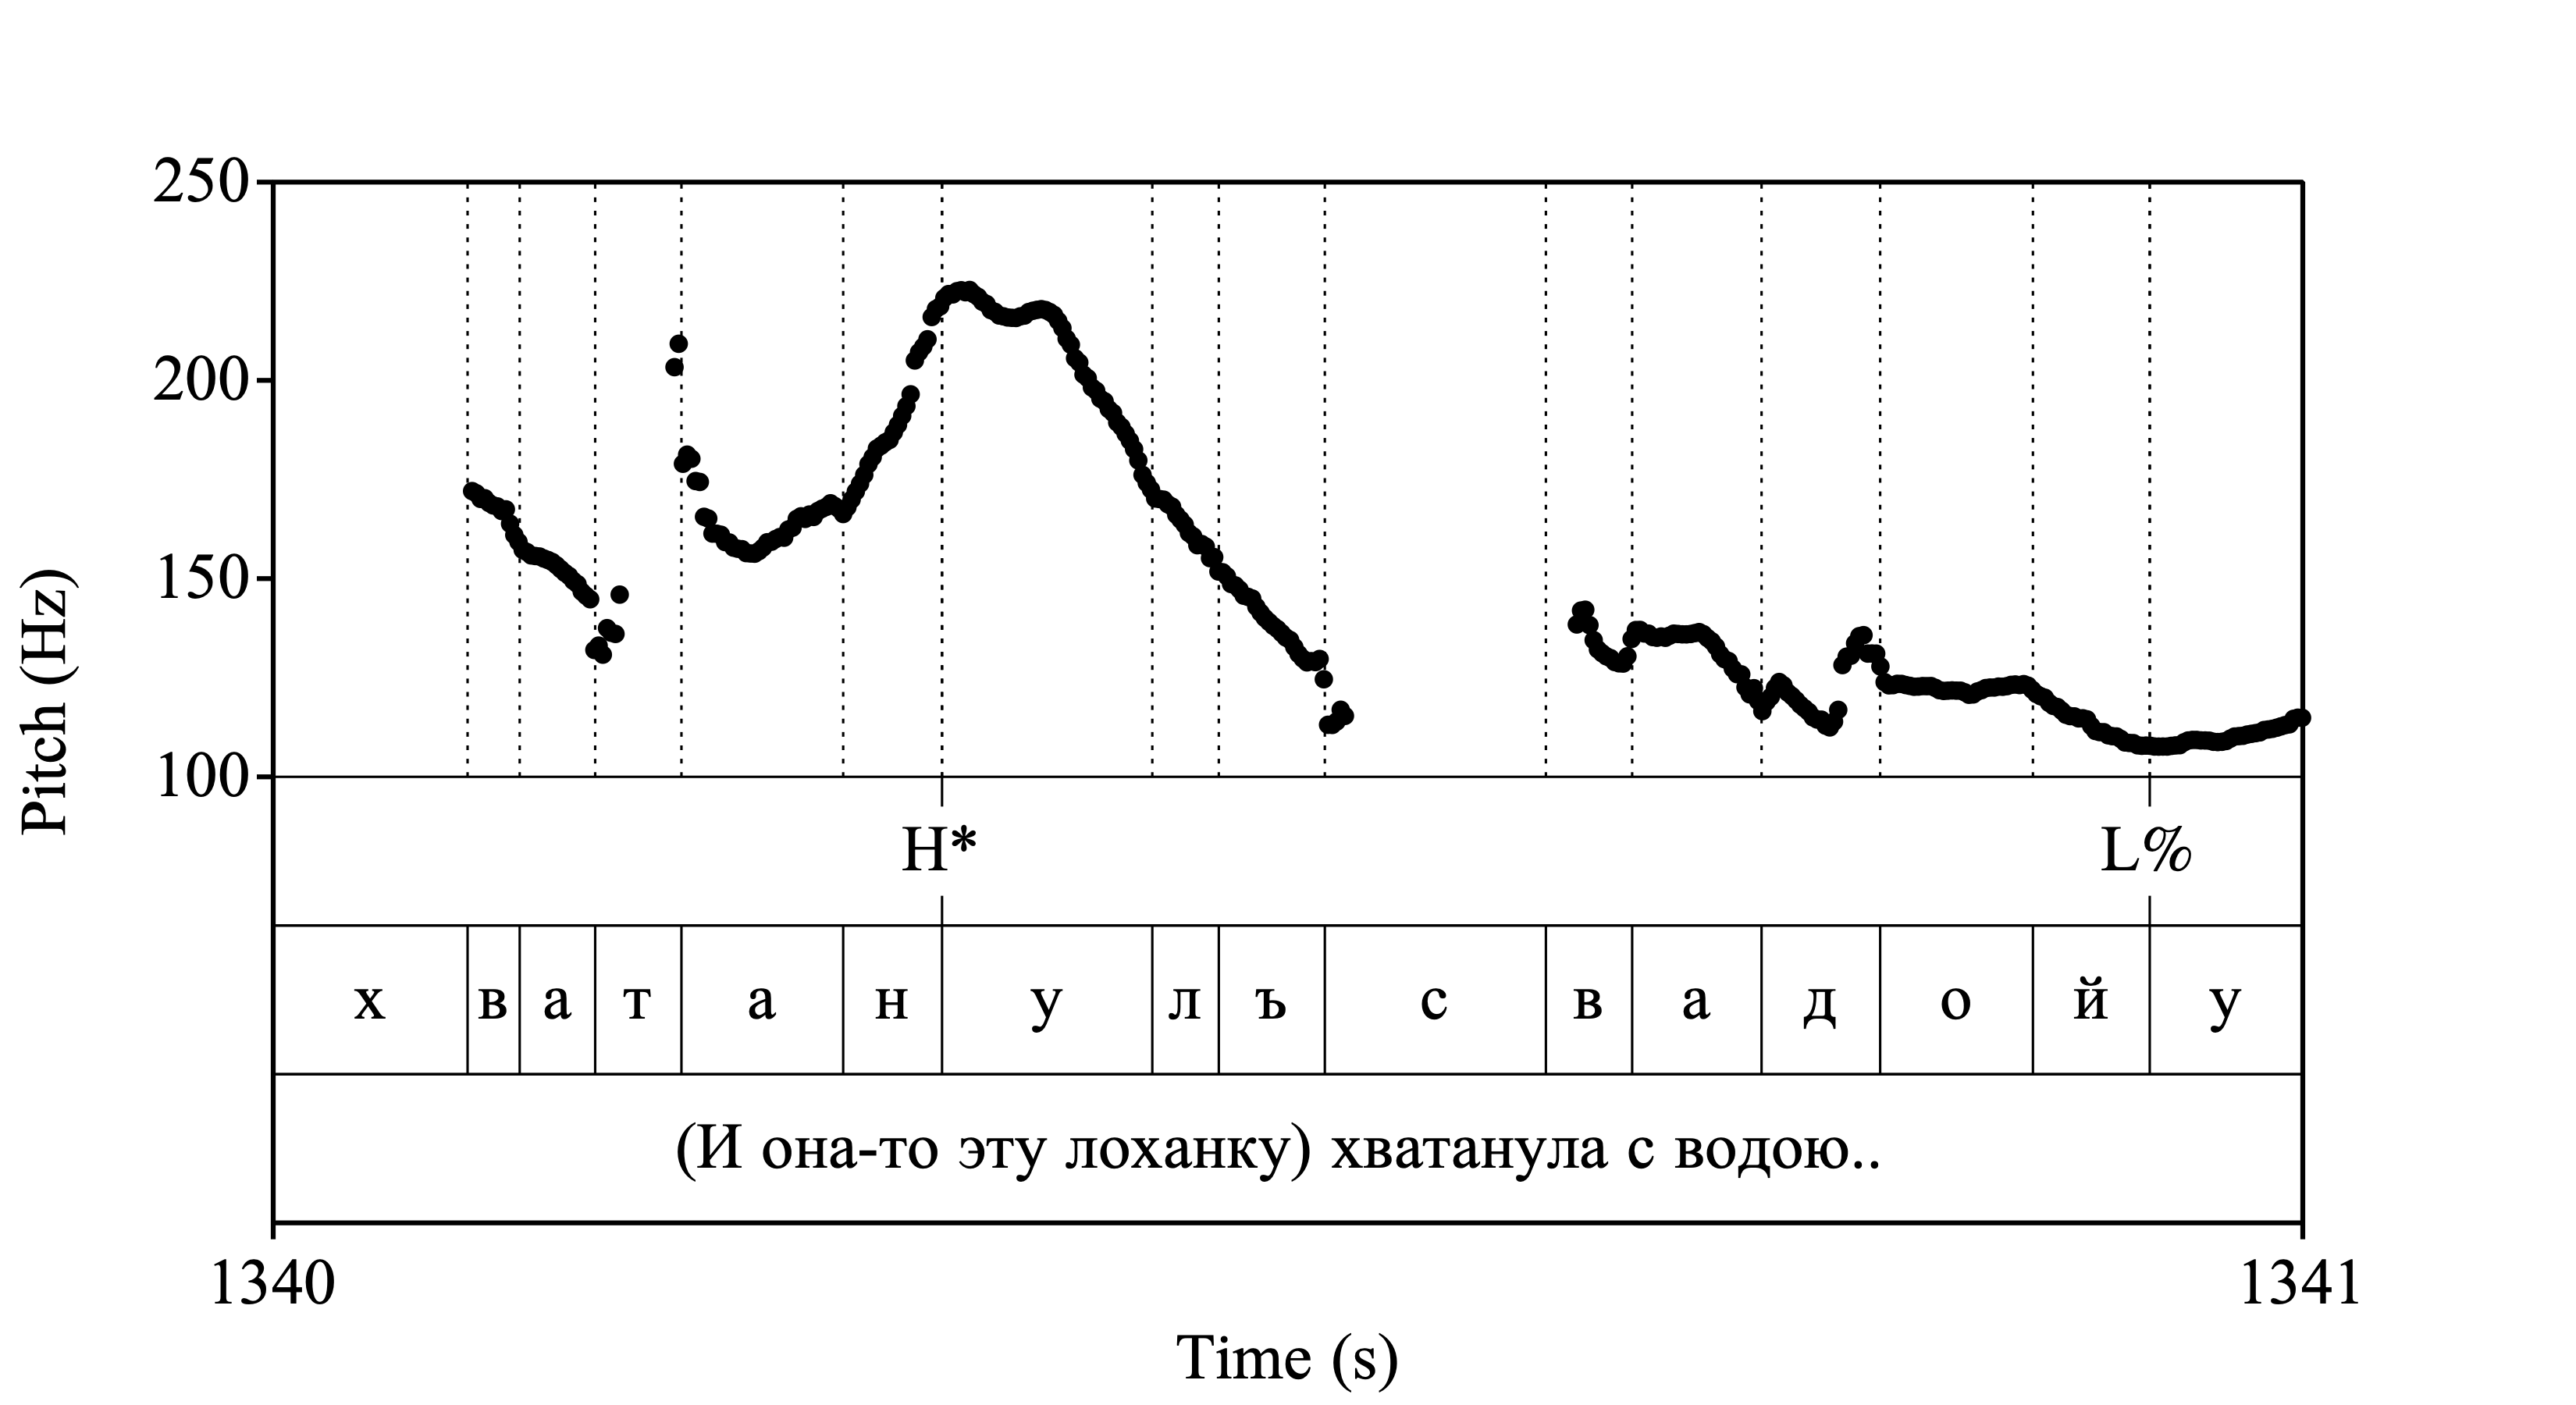 250
200
150
100
Pitch (Hz)
H* L%
х в а т а н у л ъ с в а д о й у
(И она-то эту лоханку) хватанула с водою..
1340 1341
Time (s)